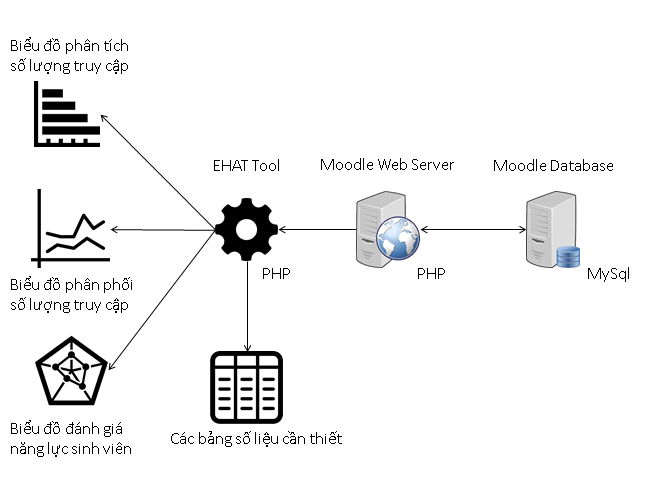 Biểu đồ phân tích
số lượng truy cập
EHAT Tool
Moodle Web Server
Moodle Database
PHP
PHP
MySql
Biểu đồ phân phối
số lượng truy cập
Biểu đồ đánh giá
năng lực sinh viên
Các bảng số liệu cần thiết